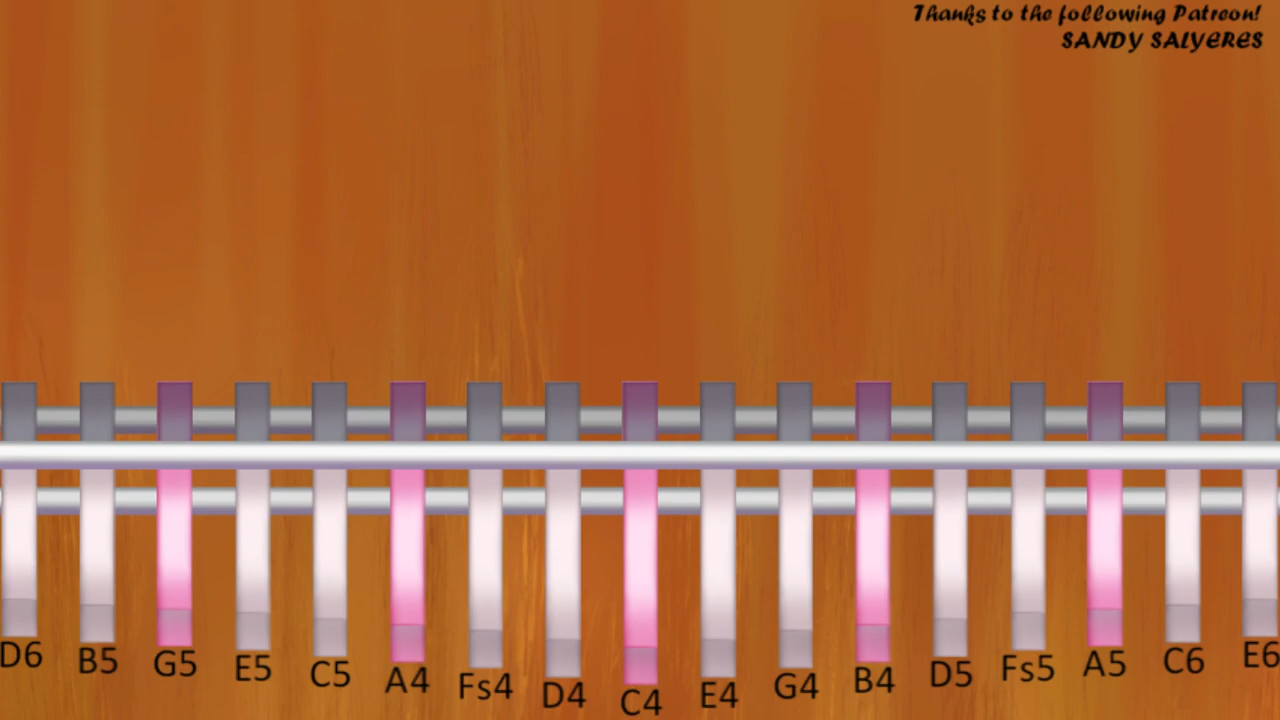 Thanks to the following Patreon!
SANDY SALYERES
D6 B5 G5 E5 C5 A4 Fs4 D4 C4 E4 G4 B4 D5 Fs5 A5 C6 E6